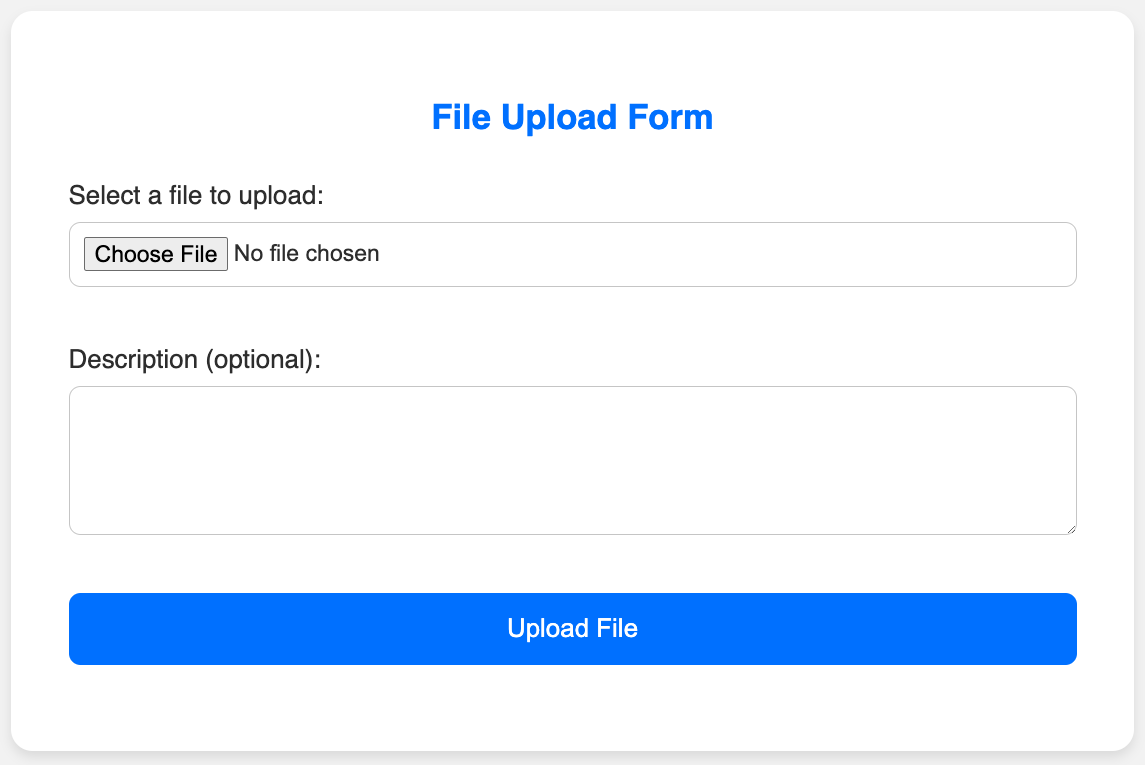 File Upload Form
Select a file to upload:
Choose File No file chosen
Description (optional):
Upload File